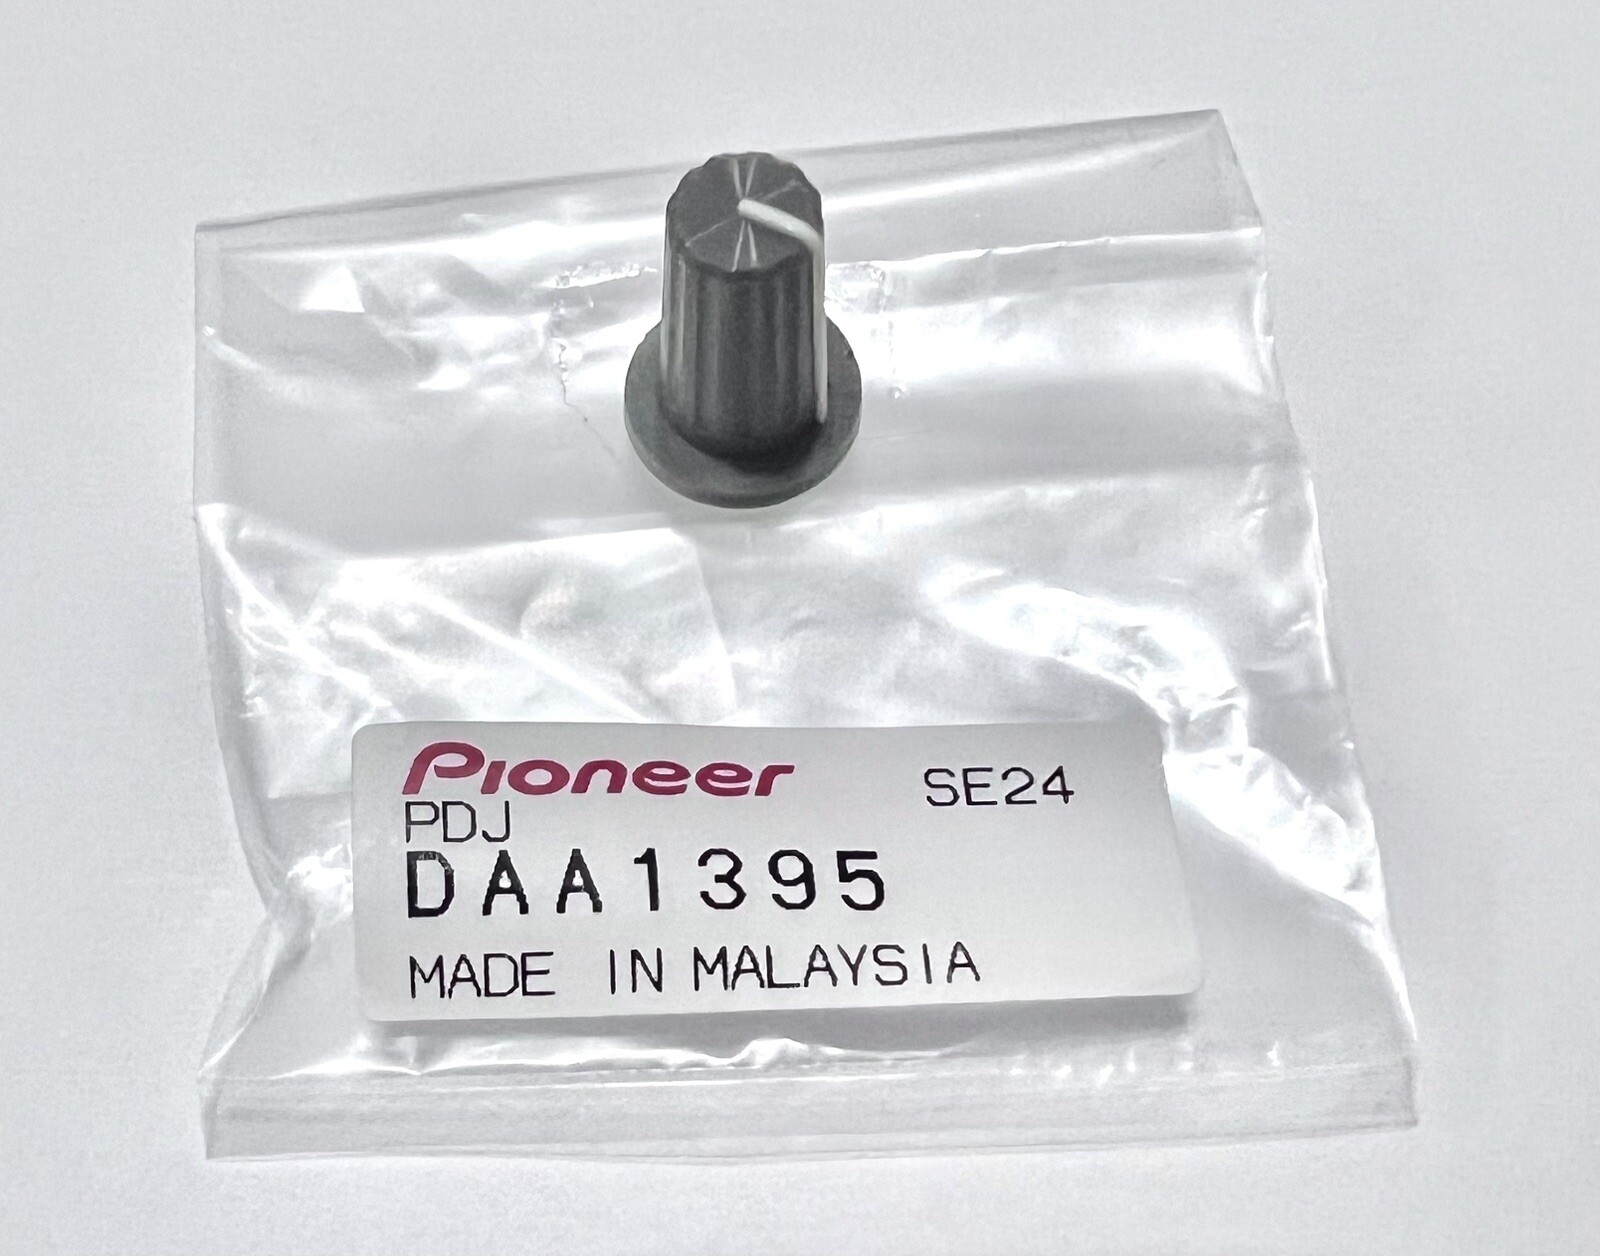 Pioneer SE24
PDJ
DAA1395
MADE IN MALAYSIA